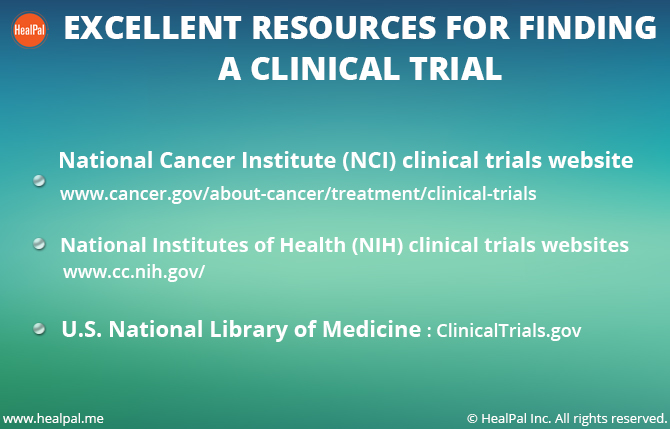 HealPal
EXCELLENT RESOURCES FOR FINDING
A CLINICAL TRIAL
National Cancer Institute (NCI) clinical trials website
www.cancer.gov/about-cancer/treatment/clinical-trials
National Institutes of Health (NIH) clinical trials websites
www.cc.nih.gov/
U.S. National Library of Medicine : ClinicalTrials.gov
www.healpal.me
© HealPal Inc. All rights reserved.